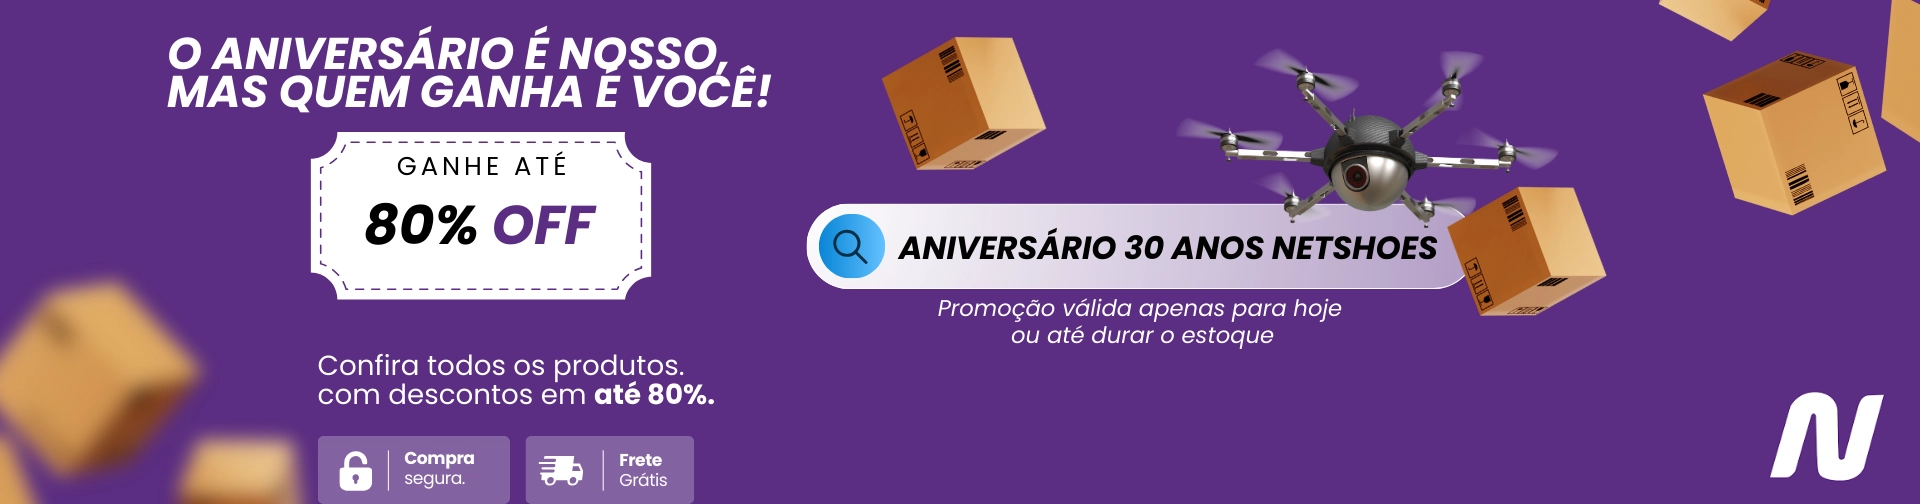 O ANIVERSÁRIO É NOSSO,
MAS QUEM GANHA É VOCÊ!
GANHE ATÉ
80% OFF
Confira todos os produtos.
com descontos em até 80%.
Compra
segura.
Frete
Grátis
ANIVERSÁRIO 30 ANOS NETSHOES
Promoção válida apenas para hoje
ou até durar o estoque
N